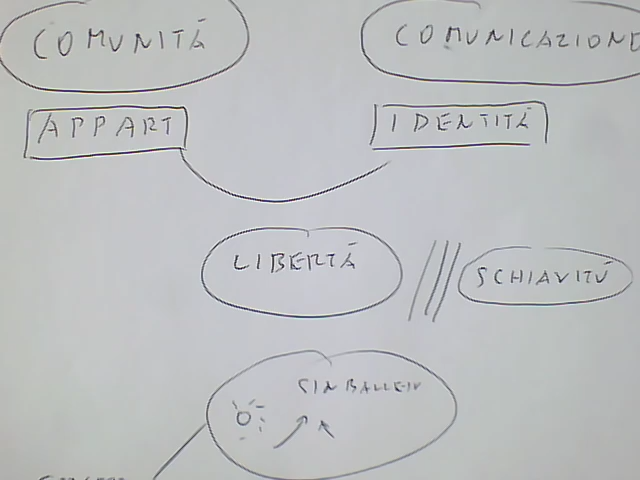 COMUNITÀ
COMUNICAZIONE
APPART
IDENTITÀ
LIBERTÀ
SCHIAVITÙ